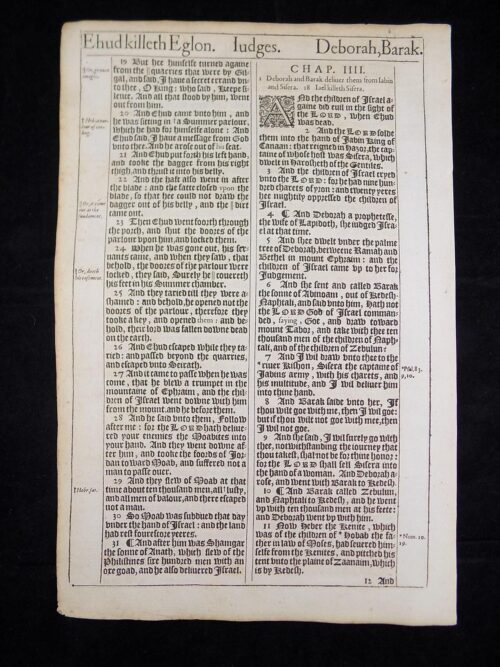 Ehud killeth Eglon. Iudges. Deborah, Barak.
19 But hee himselfe turned againe
from the ‖ quarries that were by Gil-
gal, and said, I haue a secret errand vn-
to thee, O King: who said, Keepe si-
lence. And all that stood by him, went
out from him.
20 And Ehud came vnto him, and
he was sitting in a Summer parlour,
which he had for himselfe alone: And
Ehud said, I haue a message from God
vnto thee. And he arose out of his seat.
21 And Ehud put forth his left hand,
and tooke the dagger from his right
thigh, and thrust it into his belly.
22 And the haft also went in after
the blade: and the fatte closed vpon the
blade, so that hee could not draw the
dagger out of his belly, and the ‖ dirt
came out.
23 Then Ehud went foorth through
the porch, and shut the doores of the
parlour vpon him, and locked them.
24 When he was gone out, his ser-
uants came, and when they saw, that
behold, the doores of the parlour were
locked, they said, Surely he ‖ couereth
his feet in his Summer chamber.
25 And they taried till they were a-
shamed: and behold, he openeth not the
doores of the parlour, therefore they
tooke a key, and opened them: and be-
hold, their lord was fallen downe dead
on the earth.
26 And Ehud escaped while they ta-
ried: and passed beyond the quarries,
and escaped vnto Seirath.
27 And it came to passe when he was
come, that he blew a trumpet in the
mountaine of Ephraim, and the chil-
dren of Israel went downe with him
from the mount, and he before them.
28 And he said vnto them, Follow
after me: for the LORD hath deliue-
red your enemies the Moabites into
your hand. And they went downe af-
ter him, and tooke the foords of Jor-
dan toward Moab, and suffered not a
man to passe ouer.
29 And they slew of Moab at that
time about ten thousand men, all lusty,
and all men of valour, and there escaped
not a man.
30 So Moab was subdued that day
vnder the hand of Israel: and the land
had rest fourescore yeeres.
31 ¶ And after him was Shamgar
the sonne of Anath, which slew of the
Philistines sixe hundred men with an
oxe goad, and he also deliuered Israel.
‖ Or, grauen images.
‖ Or, doeth his easement.
† Hebr. fat.
CHAP. IIII.
1 Deborah and Barak deliuer them from Iabin
and Sisera. 18 Iael killeth Sisera.
ANd the children of Israel a-
gaine did euil in the sight of
the LORD, when Ehud
was dead.
2 And the LORD solde
them into the hand of Jabin King of
Canaan: that reigned in Hazor, the cap-
taine of whose host was Sisera, which
dwelt in Harosheth of the Gentiles.
3 And the children of Israel cryed
vnto the LORD: for he had nine hun-
dred charets of yron: and twenty yeres
hee mightily oppressed the children of
Israel.
4 ¶ And Deborah a prophetesse,
the wife of Lapidoth, she iudged Isra-
el at that time.
5 And shee dwelt vnder the palme
tree of Deborah, betweene Ramah and
Bethel in mount Ephraim: and the
children of Israel came vp to her for
Judgement.
6 And she sent and called Barak
the sonne of Abinoam, out of Kedesh-
Naphtali, and said vnto him, Hath not
the LORD God of Israel comman-
ded, saying, Goe, and draw toward
mount Tabor, and take with thee ten
thousand men of the children of Naph-
tali, and of the children of Zebulun:
7 And I wil draw vnto thee to the
* riuer Kishon, Sisera the captaine of
Jabins army, with his charets, and
his multitude, and I wil deliuer him
into thine hand.
8 And Barak saide vnto her, If
thou wilt goe with me, then I wil goe:
but if thou wilt not goe with mee, then
I wil not goe.
9 And she said, I wil surely go with
thee, notwithstanding the iourney that
thou takest, shal not be for thine honor:
for the LORD shall sell Sisera into
the hand of a woman. And Deborah a-
rose, and went with Barak to Kedesh.
10 ¶ And Barak called Zebulun,
and Naphtali to Kedesh, and he went
vp with ten thousand men at his feete:
and Deborah went vp with him.
11 Now Heber the Kenite, which
was of the children of * Hobab the fa-
ther in law of Moses, had seuered him-
selfe from the Kenites, and pitched his
tent vnto the plaine of Zaanaim, which
is by Kedesh.
12 And
* Psal. 83.
9, 10.
* Num. 10.
29.